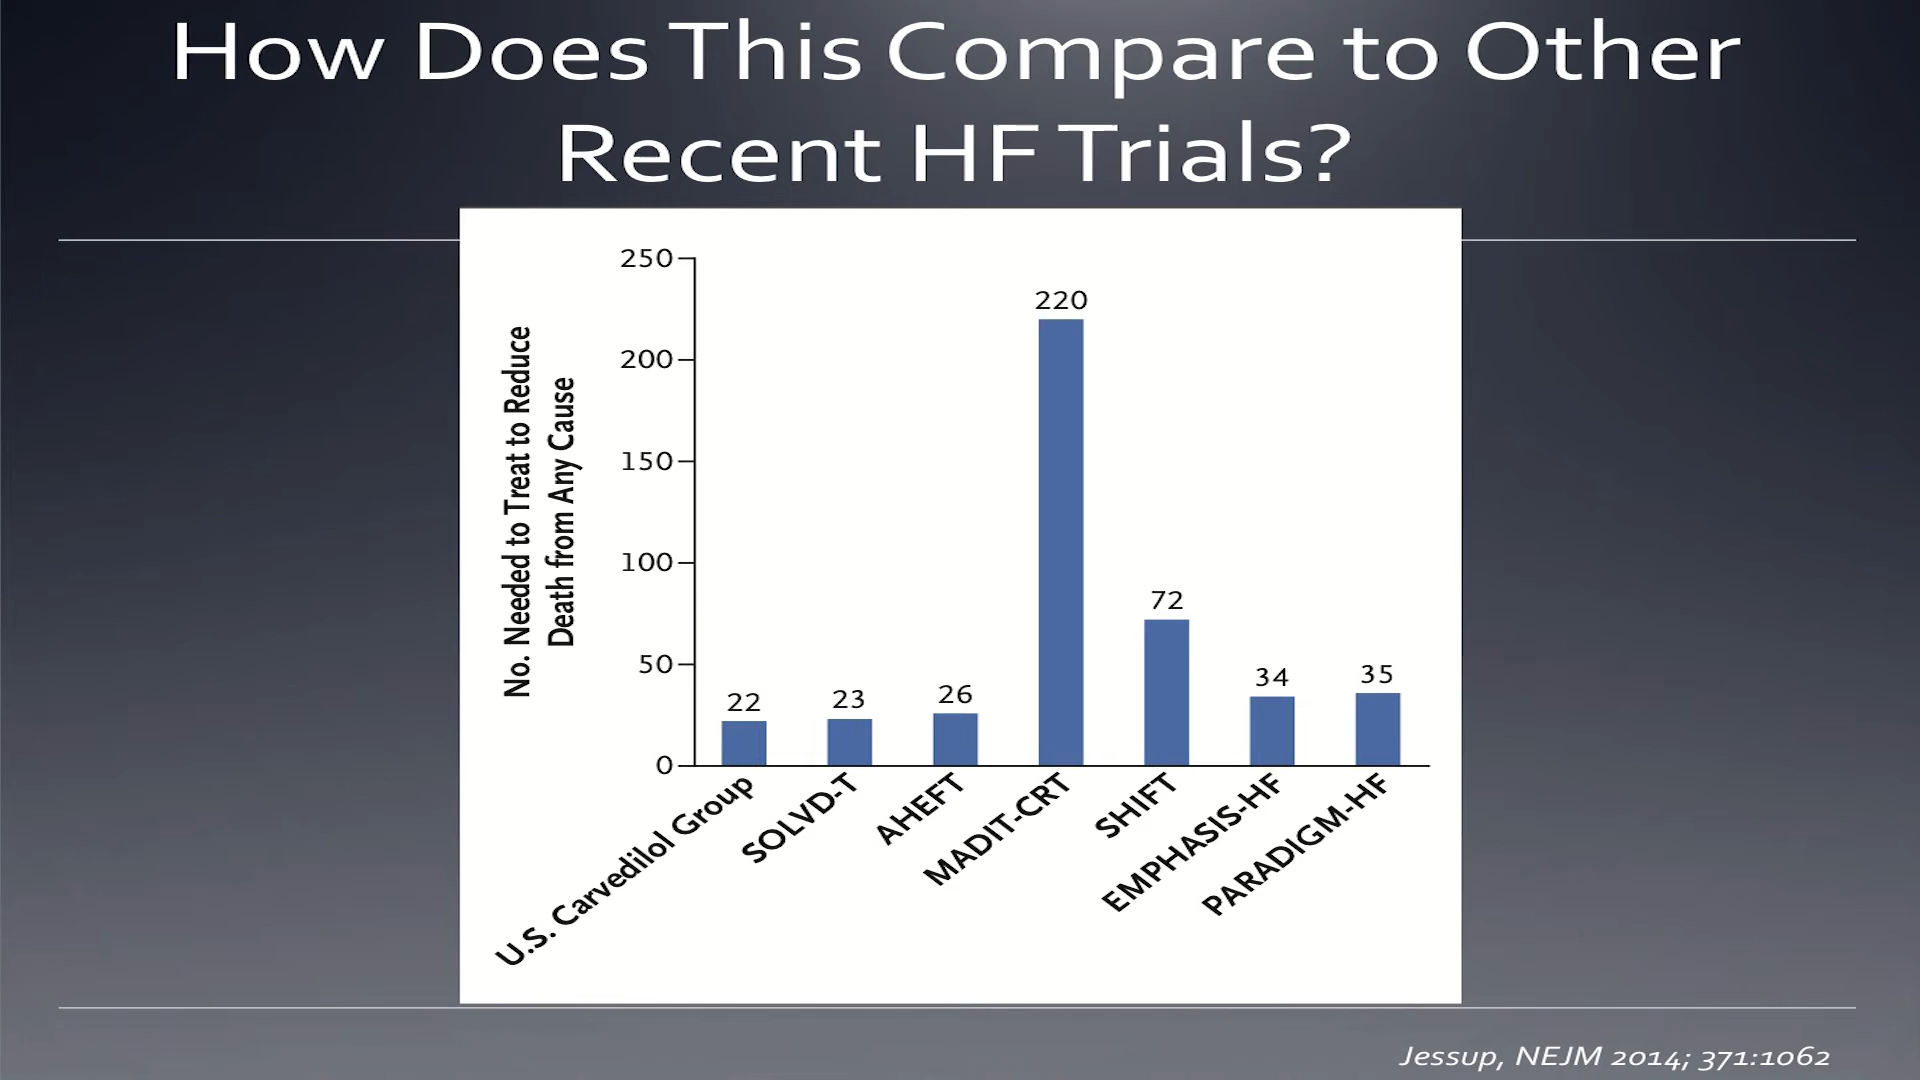 How Does This Compare to Other
Recent HF Trials?
No. Needed to Treat to Reduce
Death from Any Cause
250
200
150
100
50
0
22
23
26
220
72
34
35
U.S. Carvedilol Group
SOLVD-T
AHEFT
MADIT-CRT
SHIFT
EMPHASIS-HF
PARADIGM-HF
Jessup, NEJM 2014; 371:1062